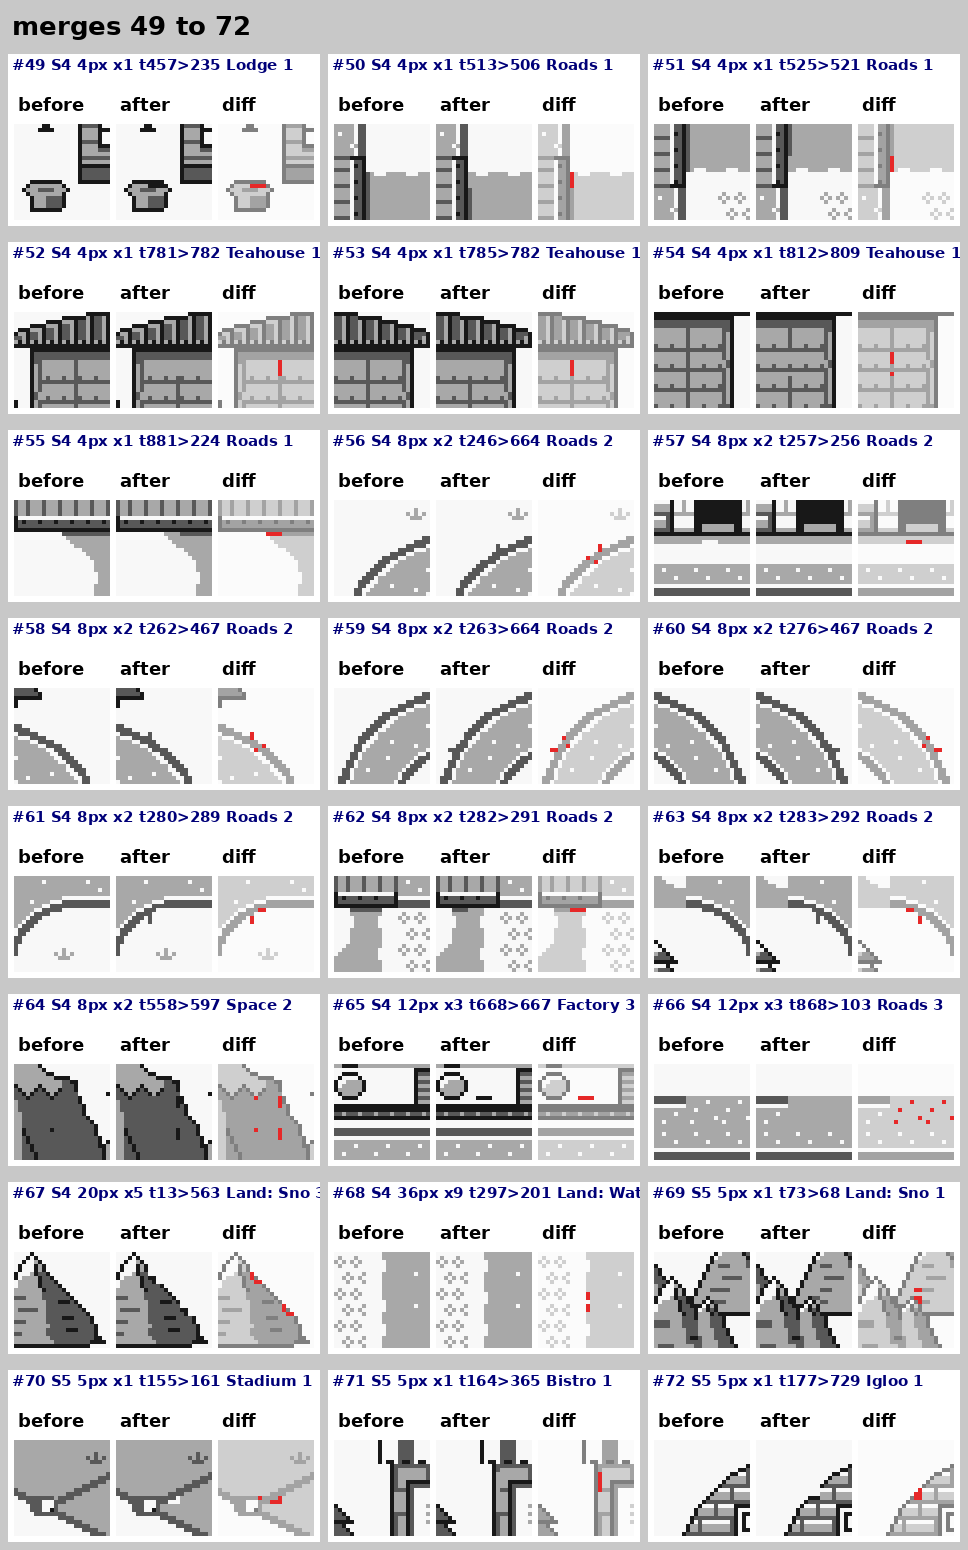 merges 49 to 72
#49 S4 4px x1 t457>235 Lodge 1
#50 S4 4px x1 t513>506 Roads 1
#51 S4 4px x1 t525>521 Roads 1
before after diff
before after diff
before after diff
#52 S4 4px x1 t781>782 Teahouse 1
#53 S4 4px x1 t785>782 Teahouse 1
#54 S4 4px x1 t812>809 Teahouse 1
before after diff
before after diff
before after diff
#55 S4 4px x1 t881>224 Roads 1
#56 S4 8px x2 t246>664 Roads 2
#57 S4 8px x2 t257>256 Roads 2
before after diff
before after diff
before after diff
#58 S4 8px x2 t262>467 Roads 2
#59 S4 8px x2 t263>664 Roads 2
#60 S4 8px x2 t276>467 Roads 2
before after diff
before after diff
before after diff
#61 S4 8px x2 t280>289 Roads 2
#62 S4 8px x2 t282>291 Roads 2
#63 S4 8px x2 t283>292 Roads 2
before after diff
before after diff
before after diff
#64 S4 8px x2 t558>597 Space 2
#65 S4 12px x3 t668>667 Factory 3
#66 S4 12px x3 t868>103 Roads 3
before after diff
before after diff
before after diff
#67 S4 20px x5 t13>563 Land: Sno 3
#68 S4 36px x9 t297>201 Land: Wat
#69 S5 5px x1 t73>68 Land: Sno 1
before after diff
before after diff
before after diff
#70 S5 5px x1 t155>161 Stadium 1
#71 S5 5px x1 t164>365 Bistro 1
#72 S5 5px x1 t177>729 Igloo 1
before after diff
before after diff
before after diff